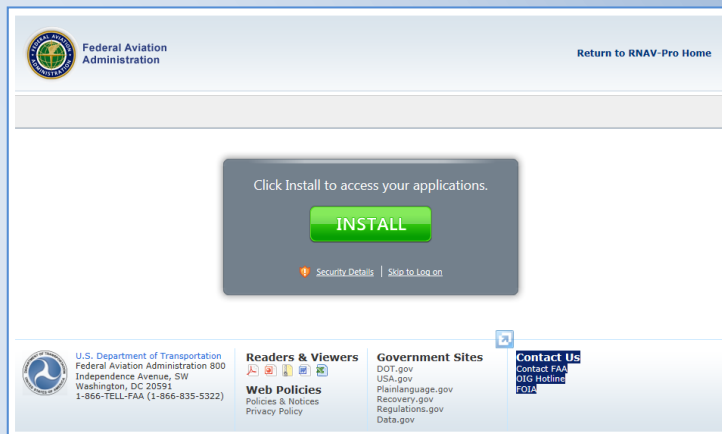 Federal Aviation
Administration
Return to RNAV-Pro Home
Click Install to access your applications.
INSTALL
Security Details | Skip to Log on
U.S. Department of Transportation
Federal Aviation Administration 800
Independence Avenue, SW
Washington, DC 20591
1-866-TELL-FAA (1-866-835-5322)
Readers & Viewers
Web Policies
Policies & Notices
Privacy Policy
Government Sites
DOT.gov
USA.gov
Plainlanguage.gov
Recovery.gov
Regulations.gov
Data.gov
Contact Us
Contact FAA
OIG Hotline
FOIA